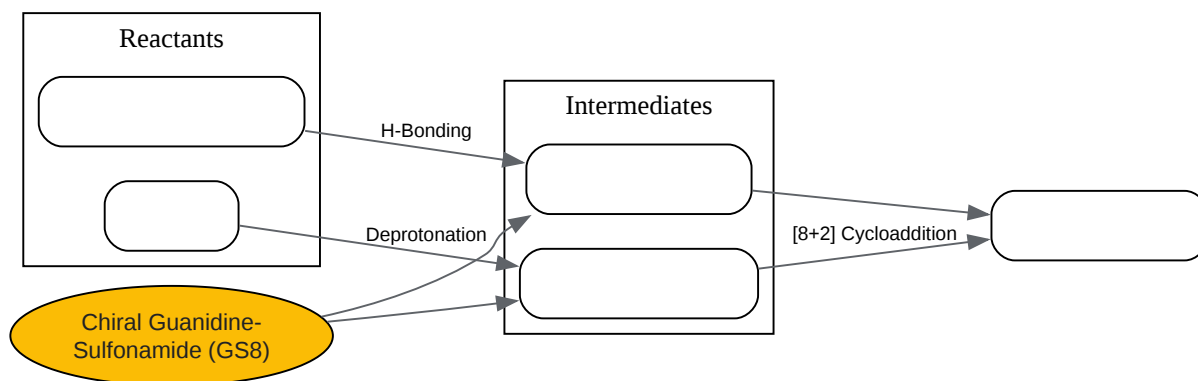 Reactants
H-Bonding
Intermediates
Deprotonation
[8+2] Cycloaddition
Chiral Guanidine-
Sulfonamide (GS8)